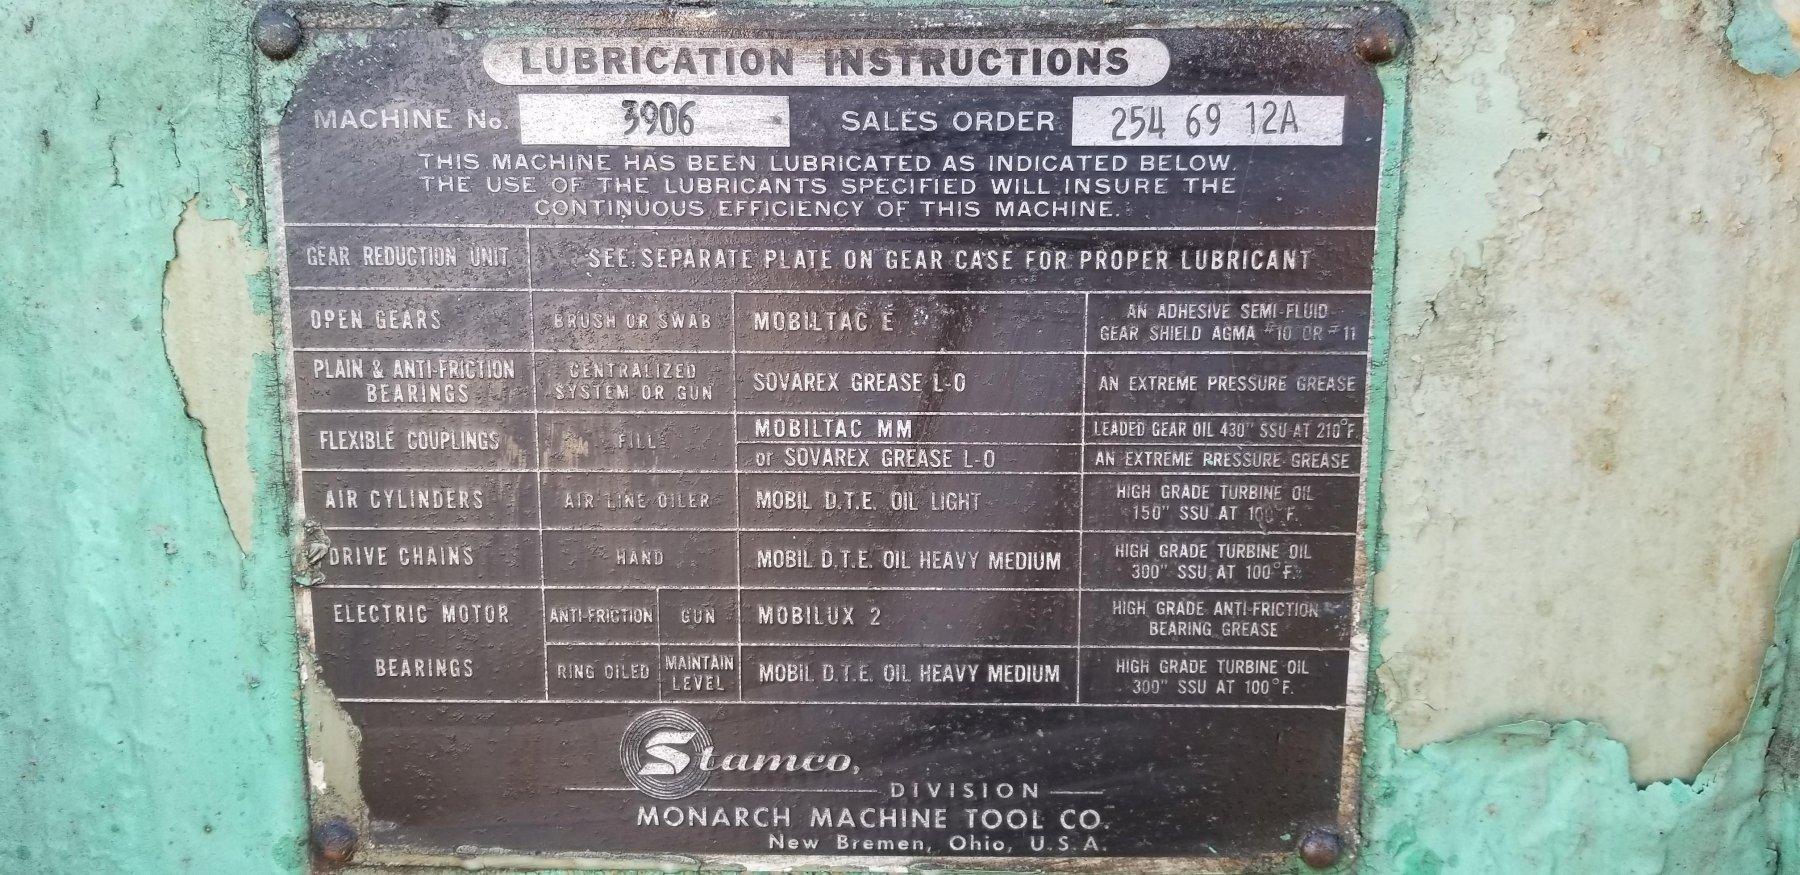 LUBRICATION INSTRUCTIONS
MACHINE No. 3906 SALES ORDER 254 69 12A
THIS MACHINE HAS BEEN LUBRICATED AS INDICATED BELOW.
THE USE OF THE LUBRICANTS SPECIFIED WILL INSURE THE
CONTINUOUS EFFICIENCY OF THIS MACHINE.
GEAR REDUCTION UNIT SEE SEPARATE PLATE ON GEAR CASE FOR PROPER LUBRICANT
OPEN GEARS BRUSH OR SWAB MOBILTAC E AN ADHESIVE SEMI-FLUID
GEAR SHIELD AGMA #10 OR #11
PLAIN & ANTI-FRICTION
BEARINGS
CENTRALIZED
SYSTEM OR GUN
SOVAREX GREASE L-O
AN EXTREME PRESSURE GREASE
FLEXIBLE COUPLINGS FILL
MOBILTAC MM LEADED GEAR OIL 430" SSU AT 210°F.
or SOVAREX GREASE L-O AN EXTREME PRESSURE GREASE
AIR CYLINDERS AIR LINE OILER MOBIL D.T.E. OIL LIGHT HIGH GRADE TURBINE OIL
150" SSU AT 100°F.
DRIVE CHAINS HAND MOBIL D.T.E. OIL HEAVY MEDIUM HIGH GRADE TURBINE OIL
300" SSU AT 100°F.
ELECTRIC MOTOR
BEARINGS
ANTI-FRICTION GUN MOBILUX 2 HIGH GRADE ANTI-FRICTION
BEARING GREASE
RING OILED MAINTAIN
LEVEL
MOBIL D.T.E. OIL HEAVY MEDIUM HIGH GRADE TURBINE OIL
300" SSU AT 100°F.
Stamco,
DIVISION
MONARCH MACHINE TOOL CO.
New Bremen, Ohio, U.S.A.